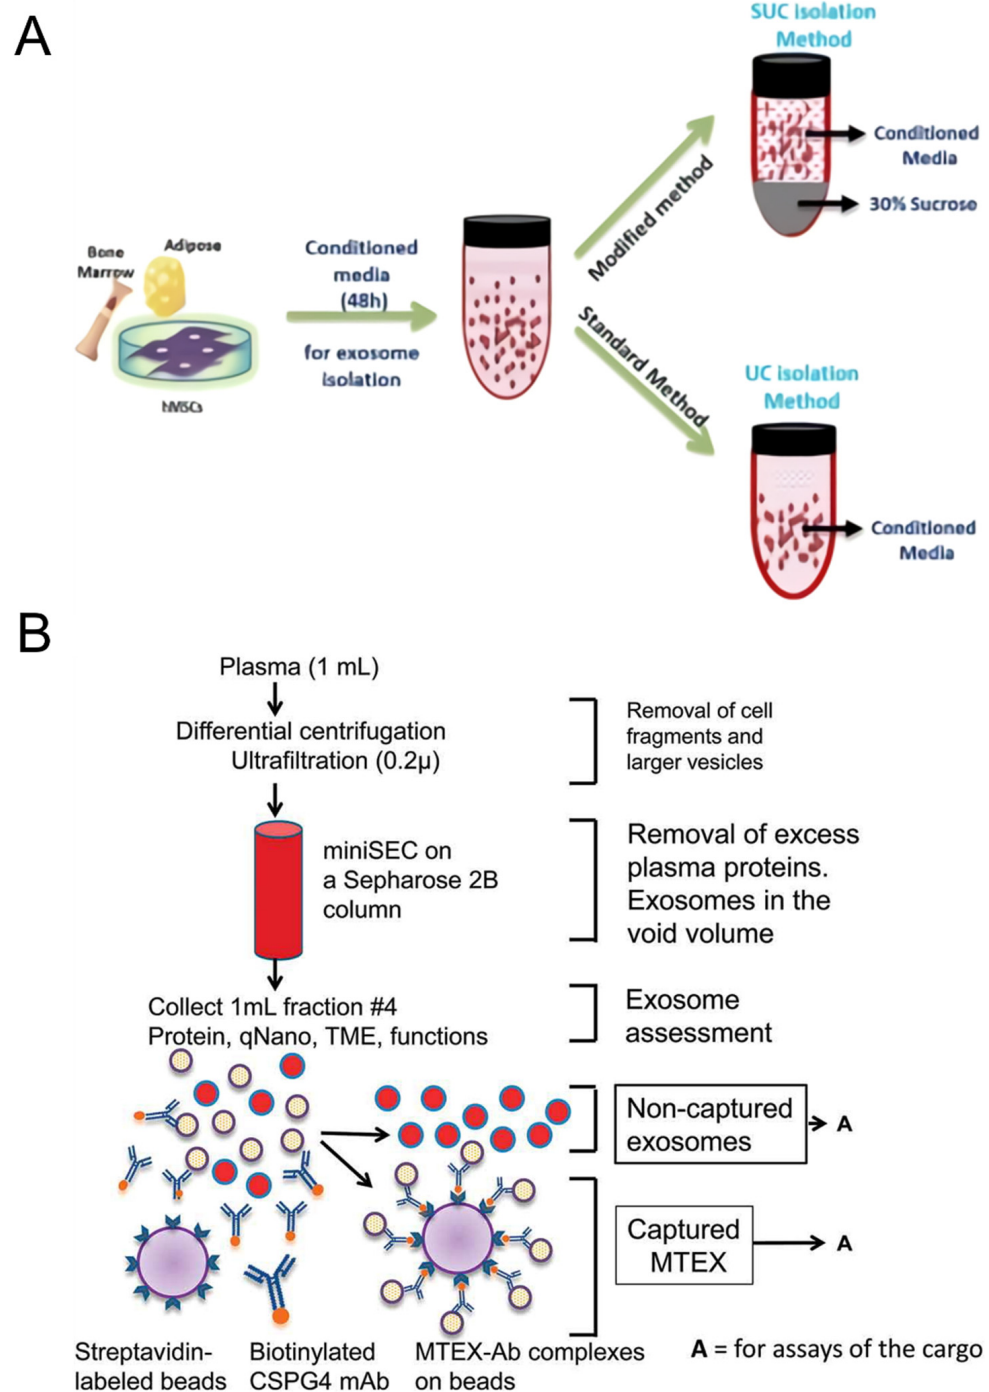 A
SUC isolation
Method
Conditioned
Media
30% Sucrose
Modified method
Bone
Marrow
Adipose
hMSCs
Conditioned
media
(48h)
for exosome
isolation
Standard Method
UC isolation
Method
Conditioned
Media
B
Plasma (1 mL)
Differential centrifugation
Ultrafiltration (0.2µ)
Removal of cell
fragments and
larger vesicles
miniSEC on
a Sepharose 2B
column
Removal of excess
plasma proteins.
Exosomes in the
void volume
Collect 1mL fraction #4
Protein, qNano, TME, functions
Exosome
assessment
Non-captured
exosomes
A
Captured
MTEX
A
Streptavidin-
labeled beads
Biotinylated
CSPG4 mAb
MTEX-Ab complexes
on beads
A = for assays of the cargo